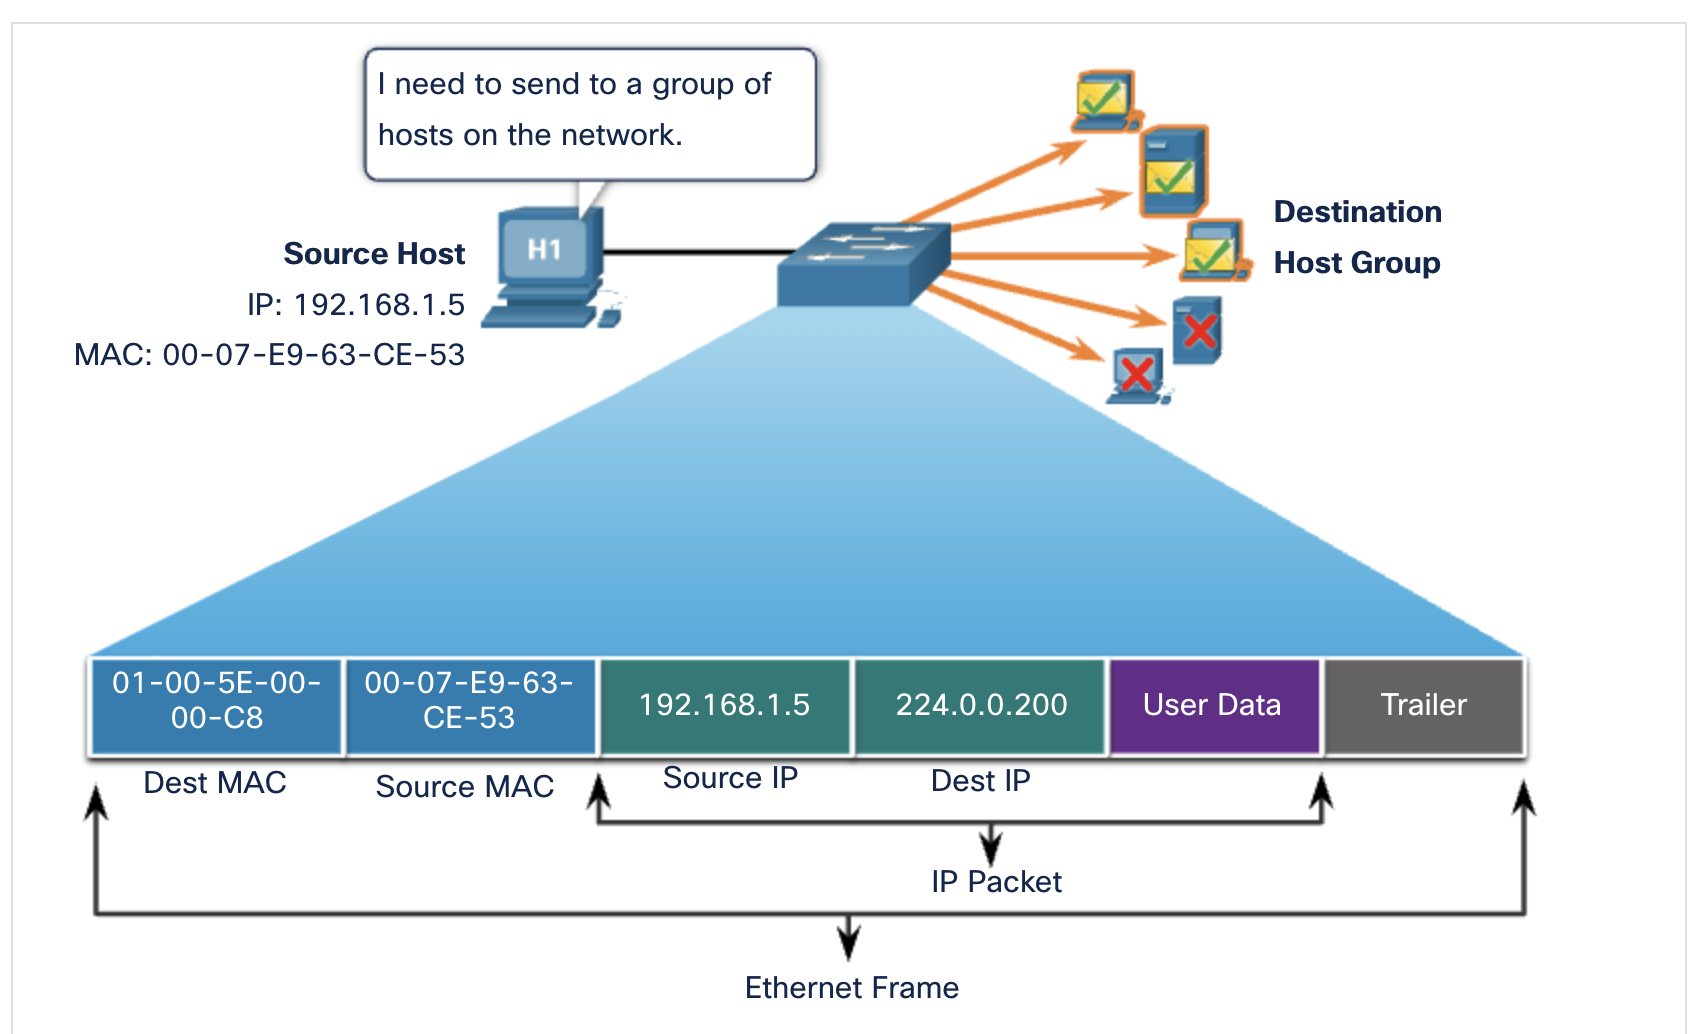 I need to send to a group of
hosts on the network.
H1
Source Host
IP: 192.168.1.5
MAC: 00-07-E9-63-CE-53
Destination
Host Group
01-00-5E-00-
00-C8
00-07-E9-63-
CE-53
192.168.1.5
224.0.0.200
User Data
Trailer
Dest MAC
Source MAC
Source IP
Dest IP
IP Packet
Ethernet Frame